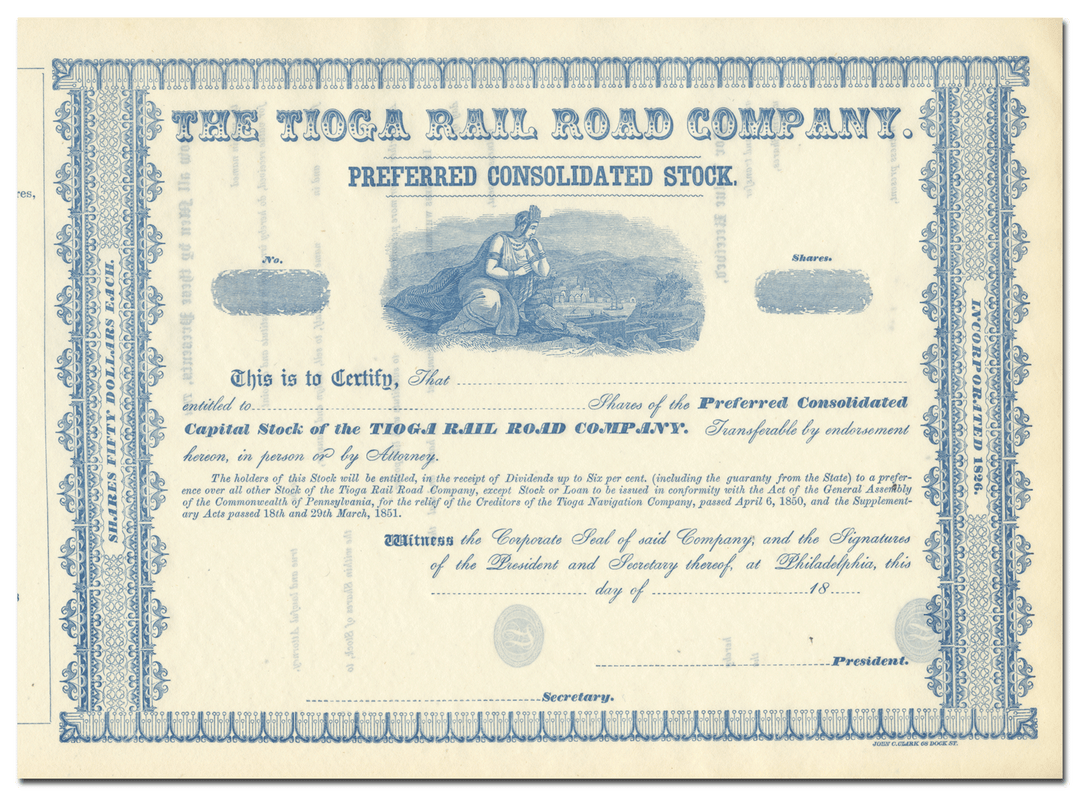 THE TIOGA RAIL ROAD COMPANY.
PREFERRED CONSOLIDATED STOCK.
res,
No.
Shares.
SHARES FIFTY DOLLARS EACH.
INCORPORATED 1826.
This is to Certify, That
entitled to Shares of the Preferred Consolidated
Capital Stock of the TIOGA RAIL ROAD COMPANY. Transferable by endorsement
hereon, in person or by Attorney.
The holders of this Stock will be entitled, in the receipt of Dividends up to Six per cent. (including the guaranty from the State) to a prefer-
ence over all other Stock of the Tioga Rail Road Company, except Stock or Loan to be issued in conformity with the Act of the General Assembly
of the Commonwealth of Pennsylvania, for the relief of the Creditors of the Tioga Navigation Company, passed April 6, 1850, and the Supplement-
ary Acts passed 18th and 29th March, 1851.
Witness the Corporate Seal of said Company, and the Signatures
of the President and Secretary thereof, at Philadelphia, this
day of 18
President.
Secretary.
JOHN C. CLARK 68 DOCK ST.